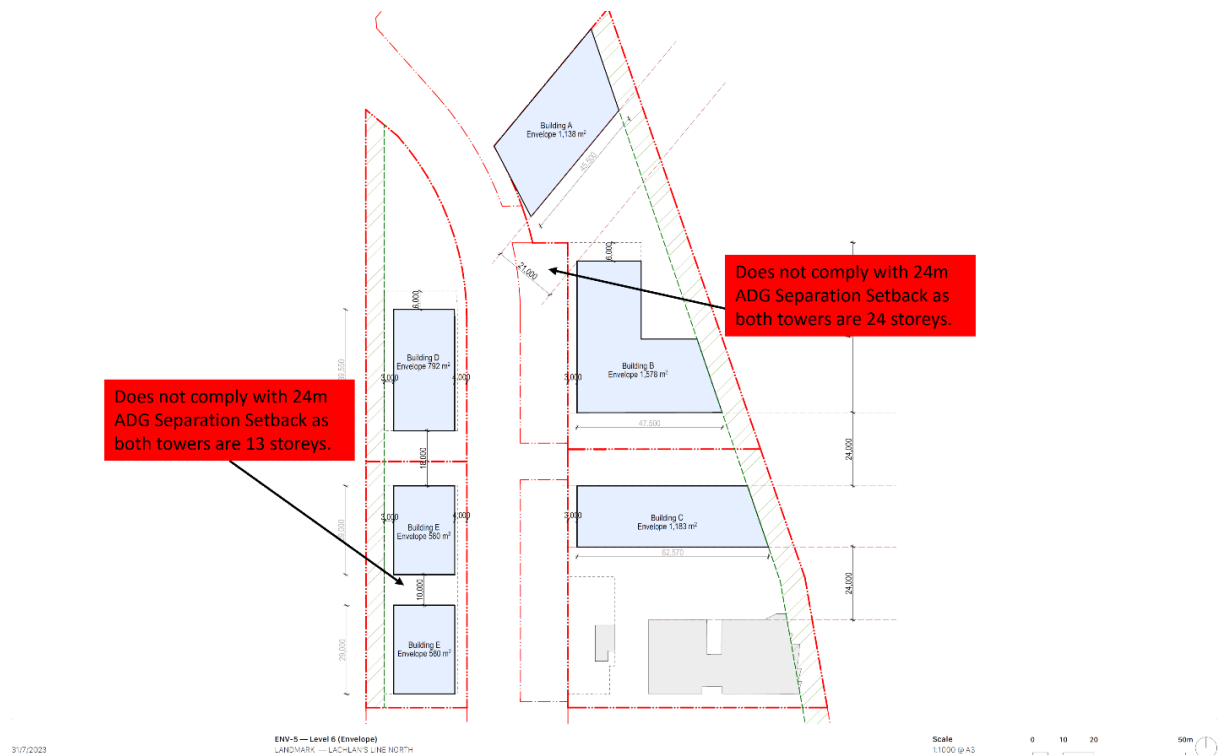 Building A
Envelope 1,138 m²
45,500
6,000
21,000
Does not comply with 24m
ADG Separation Setback as
both towers are 24 storeys.
6,000
Building D
Envelope 792 m²
3,000
4,000
Building B
Envelope 1,578 m²
3,000
47,500
Does not comply with 24m
ADG Separation Setback as
both towers are 13 storeys.
18,000
24,000
3,000
4,000
Building E
Envelope 580 m²
3,000
Building C
Envelope 1,183 m²
62,570
10,000
24,000
29,000
Building E
Envelope 580 m²
31/7/2023
ENV-5 — Level 6 (Envelope)
LANDMARK — LACHLAN'S LINE NORTH
Scale
1:1000 @ A3
0 10 20 50m